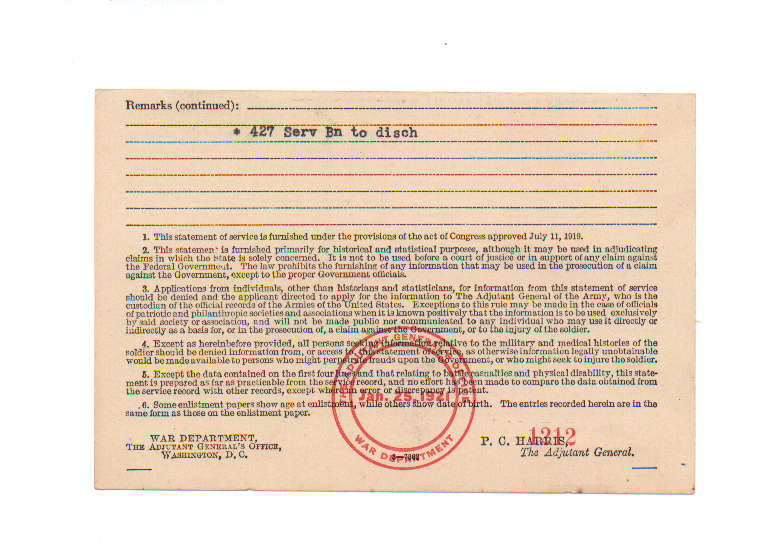 Remarks (continued):
* 427 Serv Bn to disch
1. This statement of service is furnished under the provisions of the act of Congress approved July 11, 1919.
2. This statement is furnished primarily for historical and statistical purposes, although it may be used in adjudicating
claims in which the State is solely concerned. It is not to be used before a court of justice or in support of any claim against
the Federal Government. The law prohibits the furnishing of any information that may be used in the prosecution of a claim
against the Government, except to the proper Government officials.
3. Applications from individuals, other than historians and statisticians, for information from this statement of service
should be denied and the applicant directed to apply for the information to The Adjutant General of the Army, who is the
custodian of the official records of the Armies of the United States. Exceptions to this rule may be made in the case of officials
of patriotic and philanthropic societies and associations when it is known positively that the information is to be used exclusively
by said society or association, and will not be made public nor communicated to any individual who may use it directly or
indirectly as a basis for, or in the prosecution of, a claim against the Government, or to the injury of the soldier.
4. Except as hereinbefore provided, all persons seeking information relative to the military and medical histories of the
soldier should be denied information from, or access to, this statement of service, as otherwise information legally unobtainable
would be made available to persons who might perpetrate frauds upon the Government, or who might seek to injure the soldier.
5. Except the data contained on the first four lines and that relating to battle casualties and physical disability, this state-
ment is prepared as far as practicable from the service record, and no effort has been made to compare the data obtained from
the service record with other records, except wherein error or discrepancy is patent.
6. Some enlistment papers show age at enlistment, while others show date of birth. The entries recorded herein are in the
same form as those on the enlistment paper.
THE ADJUTANT GENERAL'S OFFICE
Jan. 25, 1921
WAR DEPARTMENT
WAR DEPARTMENT,
THE ADJUTANT GENERAL'S OFFICE,
WASHINGTON, D. C.
3—7000
1312
P. C. HARRIS,
The Adjutant General.